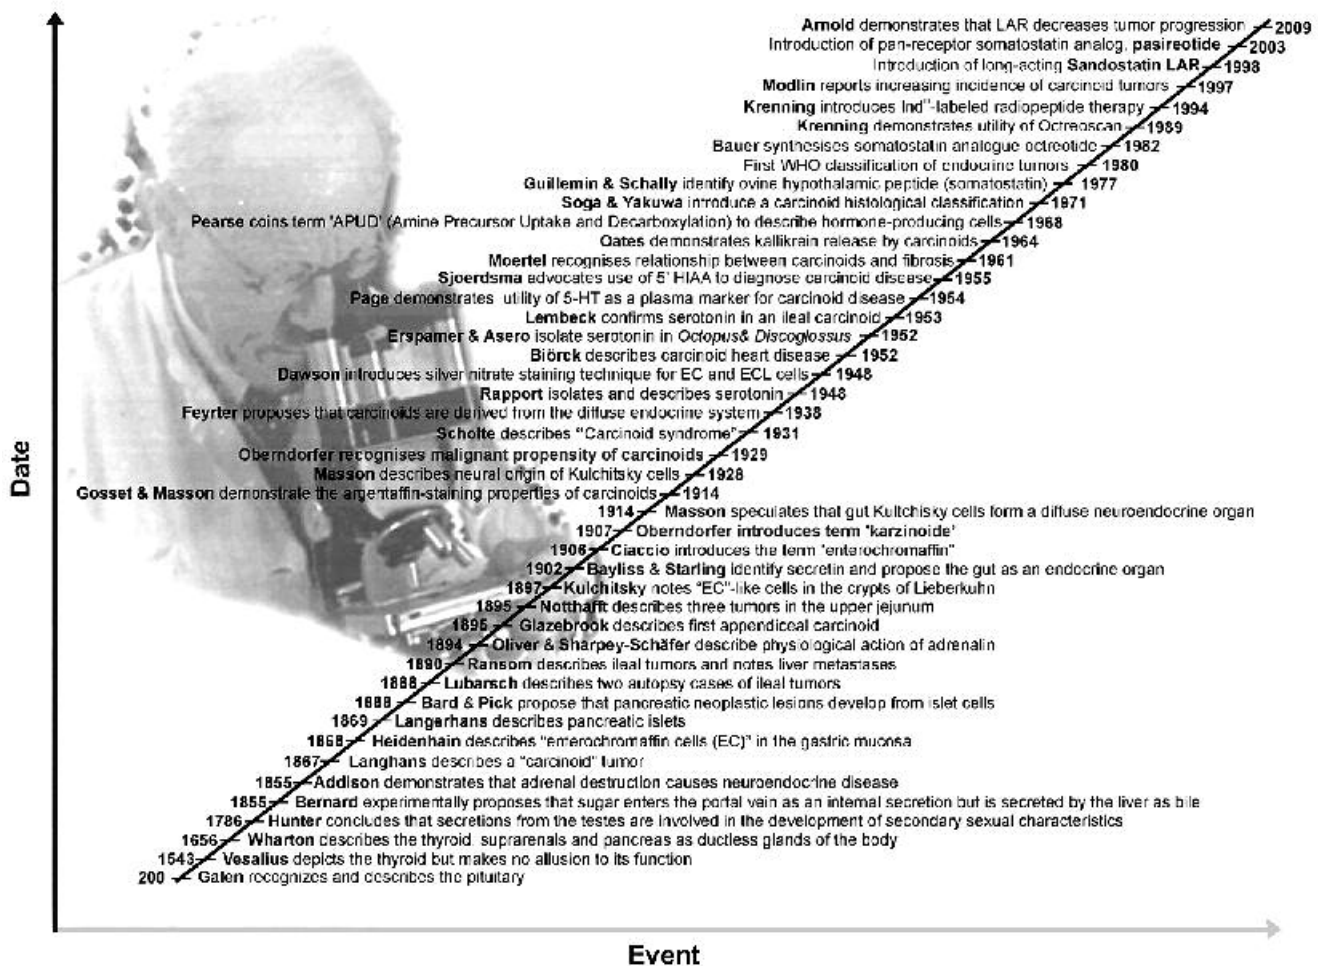 Arnold demonstrates that LAR decreases tumor progression 2009
Introduction of pan-receptor somatostatin analog, pasireotide 2003
Introduction of long-acting Sandostatin LAR 1998
Modlin reports increasing incidence of carcinoid tumors 1997
Krenning introduces Ind"-labeled radiopeptide therapy 1994
Krenning demonstrates utility of Octreoscan 1989
Bauer synthesises somatostatin analogue octreotide 1982
First WHO classification of endocrine tumors 1980
Guillemin & Schally identify ovine hypothalamic peptide (somatostatin) 1977
Soga & Yakuwa introduce a carcinoid histological classification 1971
Pearse coins term 'APUD' (Amine Precursor Uptake and Decarboxylation) to describe hormone-producing cells 1968
Oates demonstrates kallikrein release by carcinoids 1964
Moertel recognises relationship between carcinoids and fibrosis 1961
Sjoerdsma advocates use of 5' HIAA to diagnose carcinoid disease 1955
Page demonstrates utility of 5-HT as a plasma marker for carcinoid disease 1954
Lembeck confirms serotonin in an ileal carcinoid 1953
Erspamer & Asero isolate serotonin in Octopus& Discoglossus 1952
Biörck describes carcinoid heart disease 1952
Dawson introduces silver nitrate staining technique for EC and ECL cells 1948
Rapport isolates and describes serotonin 1948
Feyrter proposes that carcinoids are derived from the diffuse endocrine system 1938
Scholte describes "Carcinoid syndrome" 1931
Oberndorfer recognises malignant propensity of carcinoids 1929
Masson describes neural origin of Kulchitsky cells 1928
Gosset & Masson demonstrate the argentaffin-staining properties of carcinoids 1914
1914 Masson speculates that gut Kultchisky cells form a diffuse neuroendocrine organ
1907 Oberndorfer introduces term 'karzinoide'
1906 Ciaccio introduces the term "enterochromaffin"
1902 Bayliss & Starling identify secretin and propose the gut as an endocrine organ
1897 Kulchitsky notes "EC"-like cells in the crypts of Lieberkuhn
1895 Notthafft describes three tumors in the upper jejunum
1895 Glazebrook describes first appendiceal carcinoid
1894 Oliver & Sharpey-Schäfer describe physiological action of adrenalin
1890 Ransom describes ileal tumors and notes liver metastases
1888 Lubarsch describes two autopsy cases of ileal tumors
1888 Bard & Pick propose that pancreatic neoplastic lesions develop from islet cells
1869 Langerhans describes pancreatic islets
1868 Heidenhain describes "enterochromaffin cells (EC)" in the gastric mucosa
1867 Langhans describes a "carcinoid" tumor
1855 Addison demonstrates that adrenal destruction causes neuroendocrine disease
1855 Bernard experimentally proposes that sugar enters the portal vein as an internal secretion but is secreted by the liver as bile
1786 Hunter concludes that secretions from the testes are involved in the development of secondary sexual characteristics
1656 Wharton describes the thyroid, suprarenals and pancreas as ductless glands of the body
1543 Vesalius depicts the thyroid but makes no allusion to its function
200 Galen recognizes and describes the pituitary
Date
Event